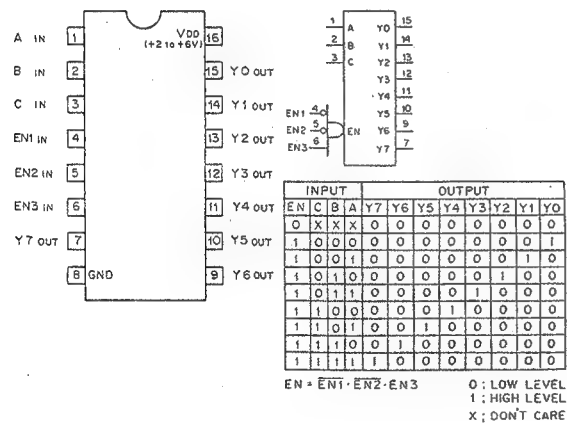 A IN 1
B IN 2
C IN 3
EN1 IN 4
EN2 IN 5
EN3 IN 6
Y7 OUT 7
8 GND
VDD 16
(+2 to +6V)
15 Y0 OUT
14 Y1 OUT
13 Y2 OUT
12 Y3 OUT
11 Y4 OUT
10 Y5 OUT
9 Y6 OUT
1 A Y0 15
2 B Y1 14
3 C Y2 13
Y3 12
Y4 11
EN1 4 Y5 10
EN2 5 EN Y6 9
EN3 6 Y7 7
INPUT OUTPUT
EN C B A Y7 Y6 Y5 Y4 Y3 Y2 Y1 Y0
0 X X X 0 0 0 0 0 0 0 0
1 0 0 0 0 0 0 0 0 0 0 1
1 0 0 1 0 0 0 0 0 0 1 0
1 0 1 0 0 0 0 0 0 1 0 0
1 0 1 1 0 0 0 0 1 0 0 0
1 1 0 0 0 0 0 1 0 0 0 0
1 1 0 1 0 0 1 0 0 0 0 0
1 1 1 0 0 1 0 0 0 0 0 0
1 1 1 1 1 0 0 0 0 0 0 0
EN = E̅N̅1̅ · E̅N̅2̅ · EN3
0 ; LOW LEVEL
1 ; HIGH LEVEL
X ; DON'T CARE